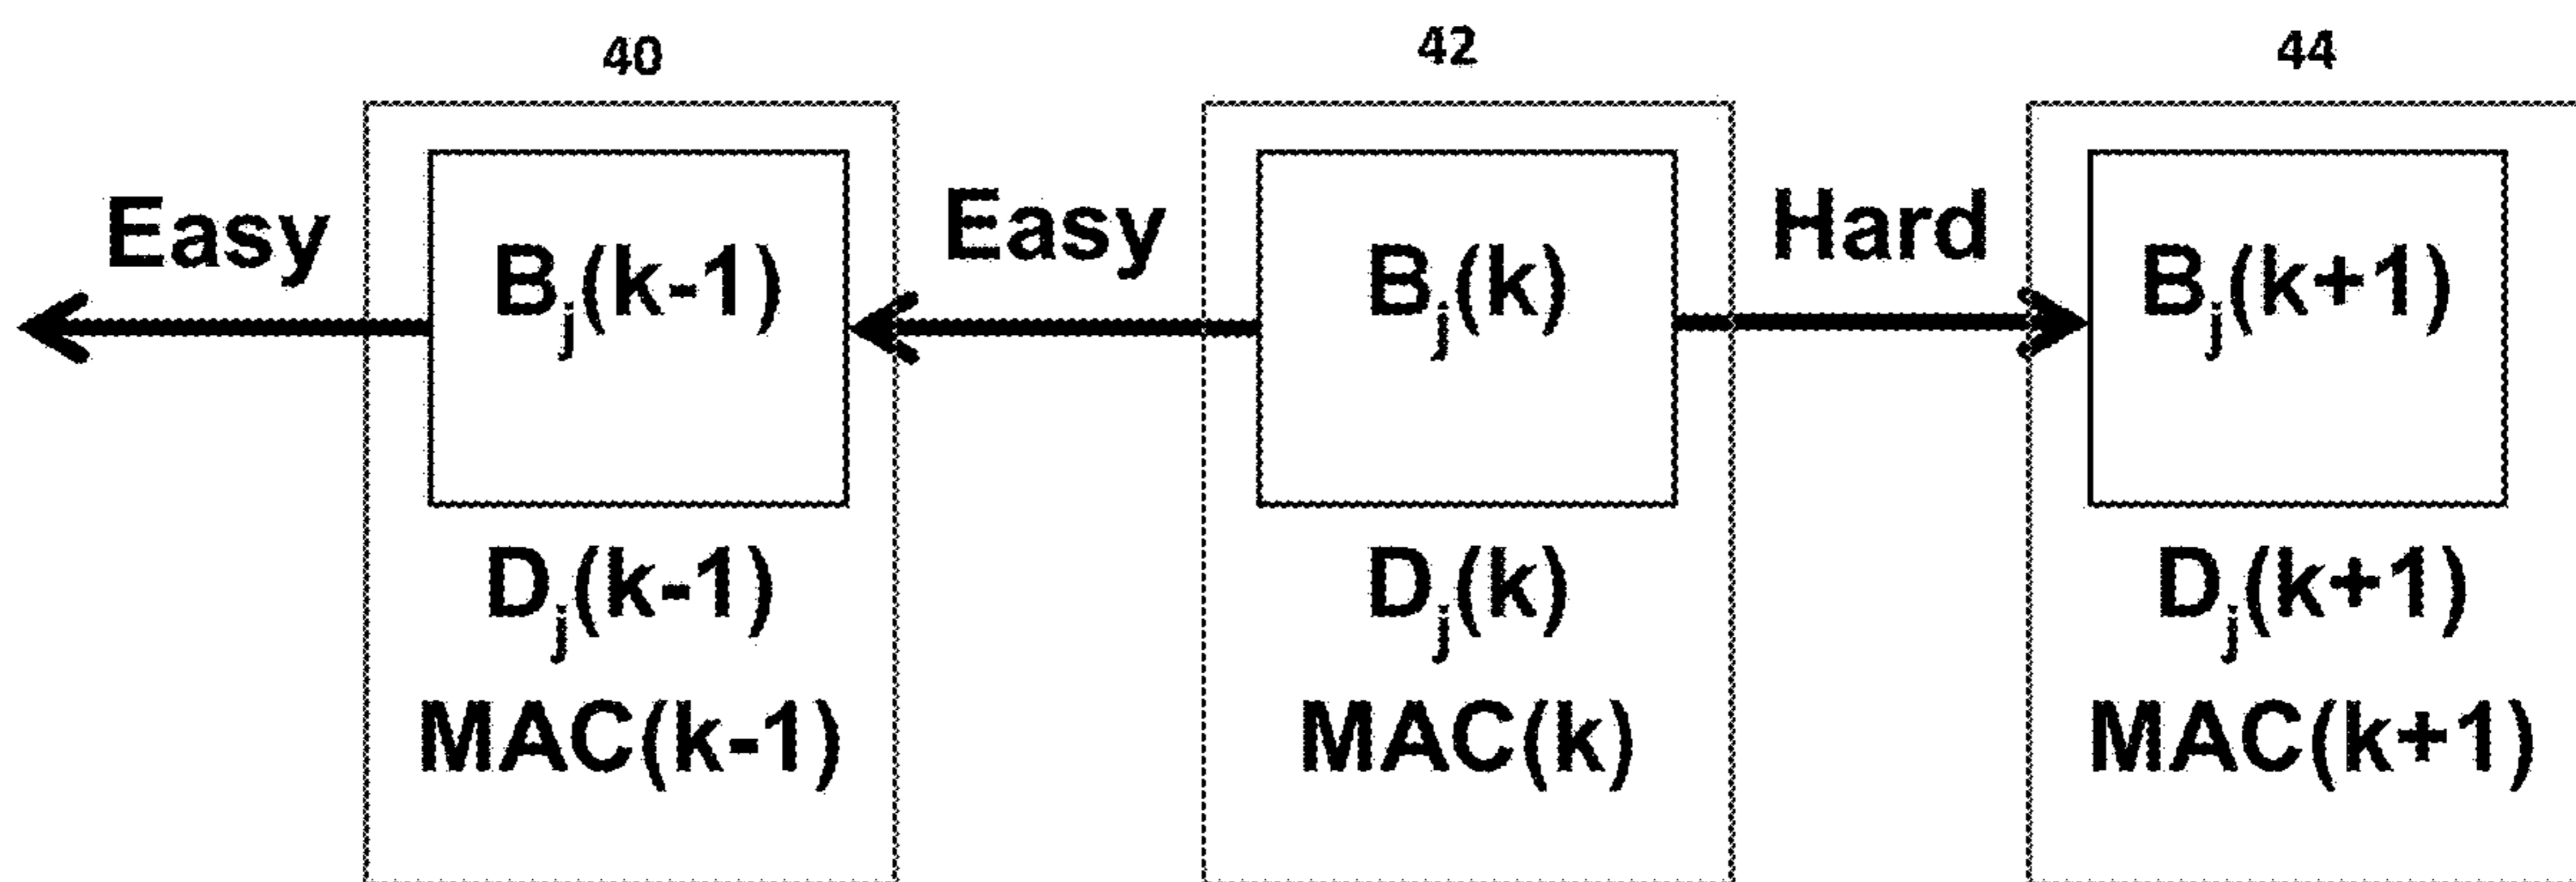 40 42 44
Easy Easy Hard
Bj(k-1) Bj(k) Bj(k+1)
Dj(k-1) Dj(k) Dj(k+1)
MAC(k-1) MAC(k) MAC(k+1)